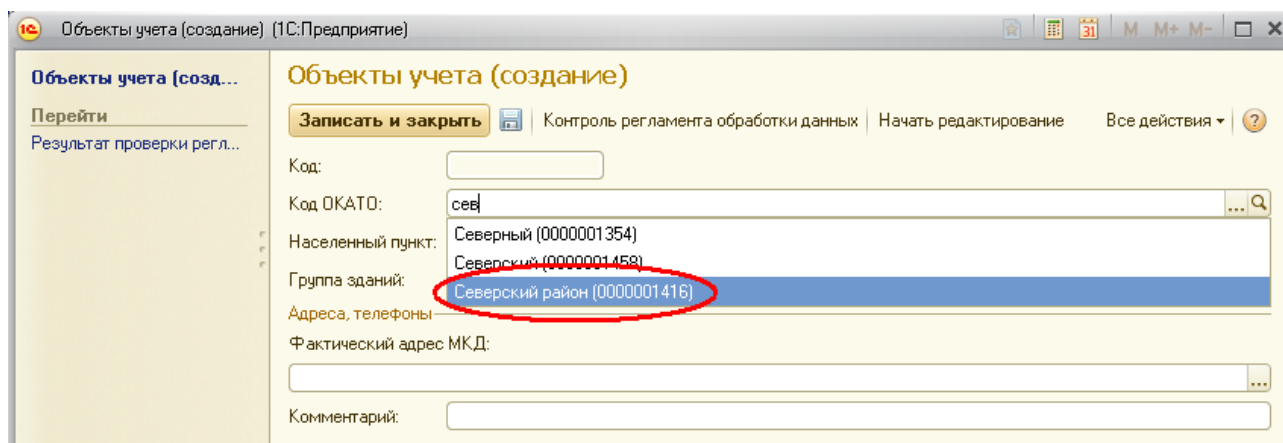 1С Объекты учета (создание) (1С:Предприятие) 31 M M+ M-
Объекты учета (созд...
Перейти
Результат проверки регл...
Объекты учета (создание)
Записать и закрыть Контроль регламента обработки данных Начать редактирование Все действия ?
Код:
Код ОКАТО: сев ...
Населенный пункт: Северный (0000001354)
Северский (0000001458)
Группа зданий: Северский район (0000001416)
Адреса, телефоны
Фактический адрес МКД:
...
Комментарий: